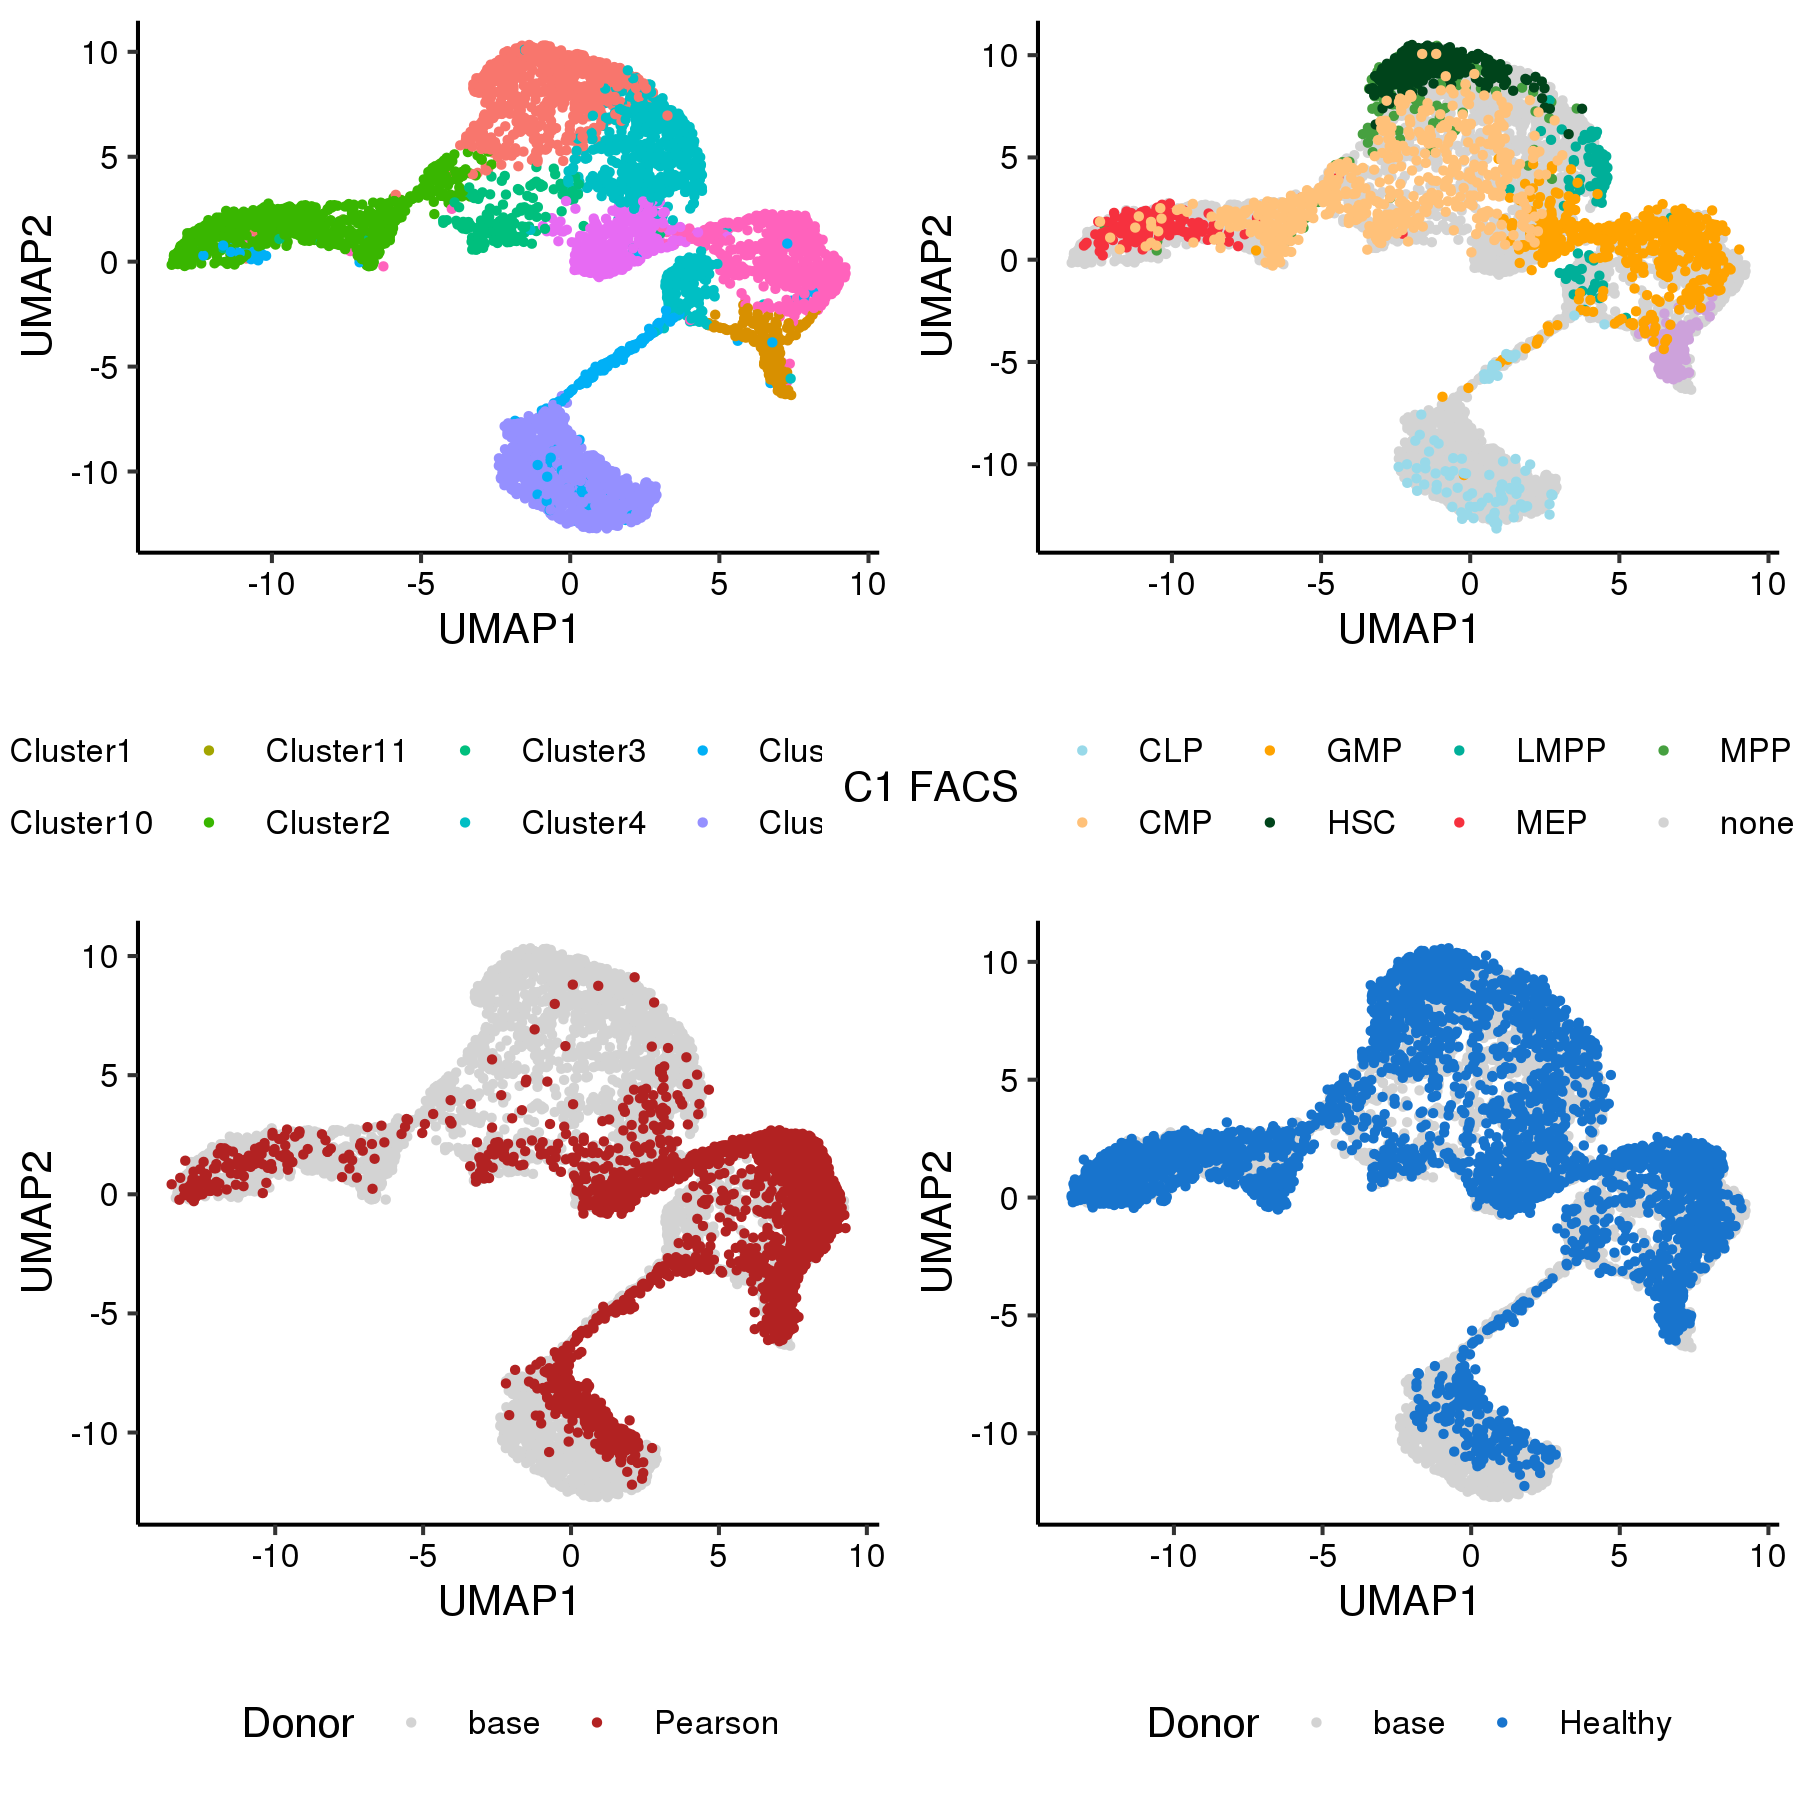 10
5
0
-5
-10
UMAP2
-10 -5 0 5 10
UMAP1
10
5
0
-5
-10
UMAP2
-10 -5 0 5 10
UMAP1
Cluster1 Cluster11 Cluster3 Clus
Cluster10 Cluster2 Cluster4 Clus
C1 FACS
CLP GMP LMPP MPP
CMP HSC MEP none
10
5
0
-5
-10
UMAP2
-10 -5 0 5 10
UMAP1
Donor base Pearson
10
5
0
-5
-10
UMAP2
-10 -5 0 5 10
UMAP1
Donor base Healthy